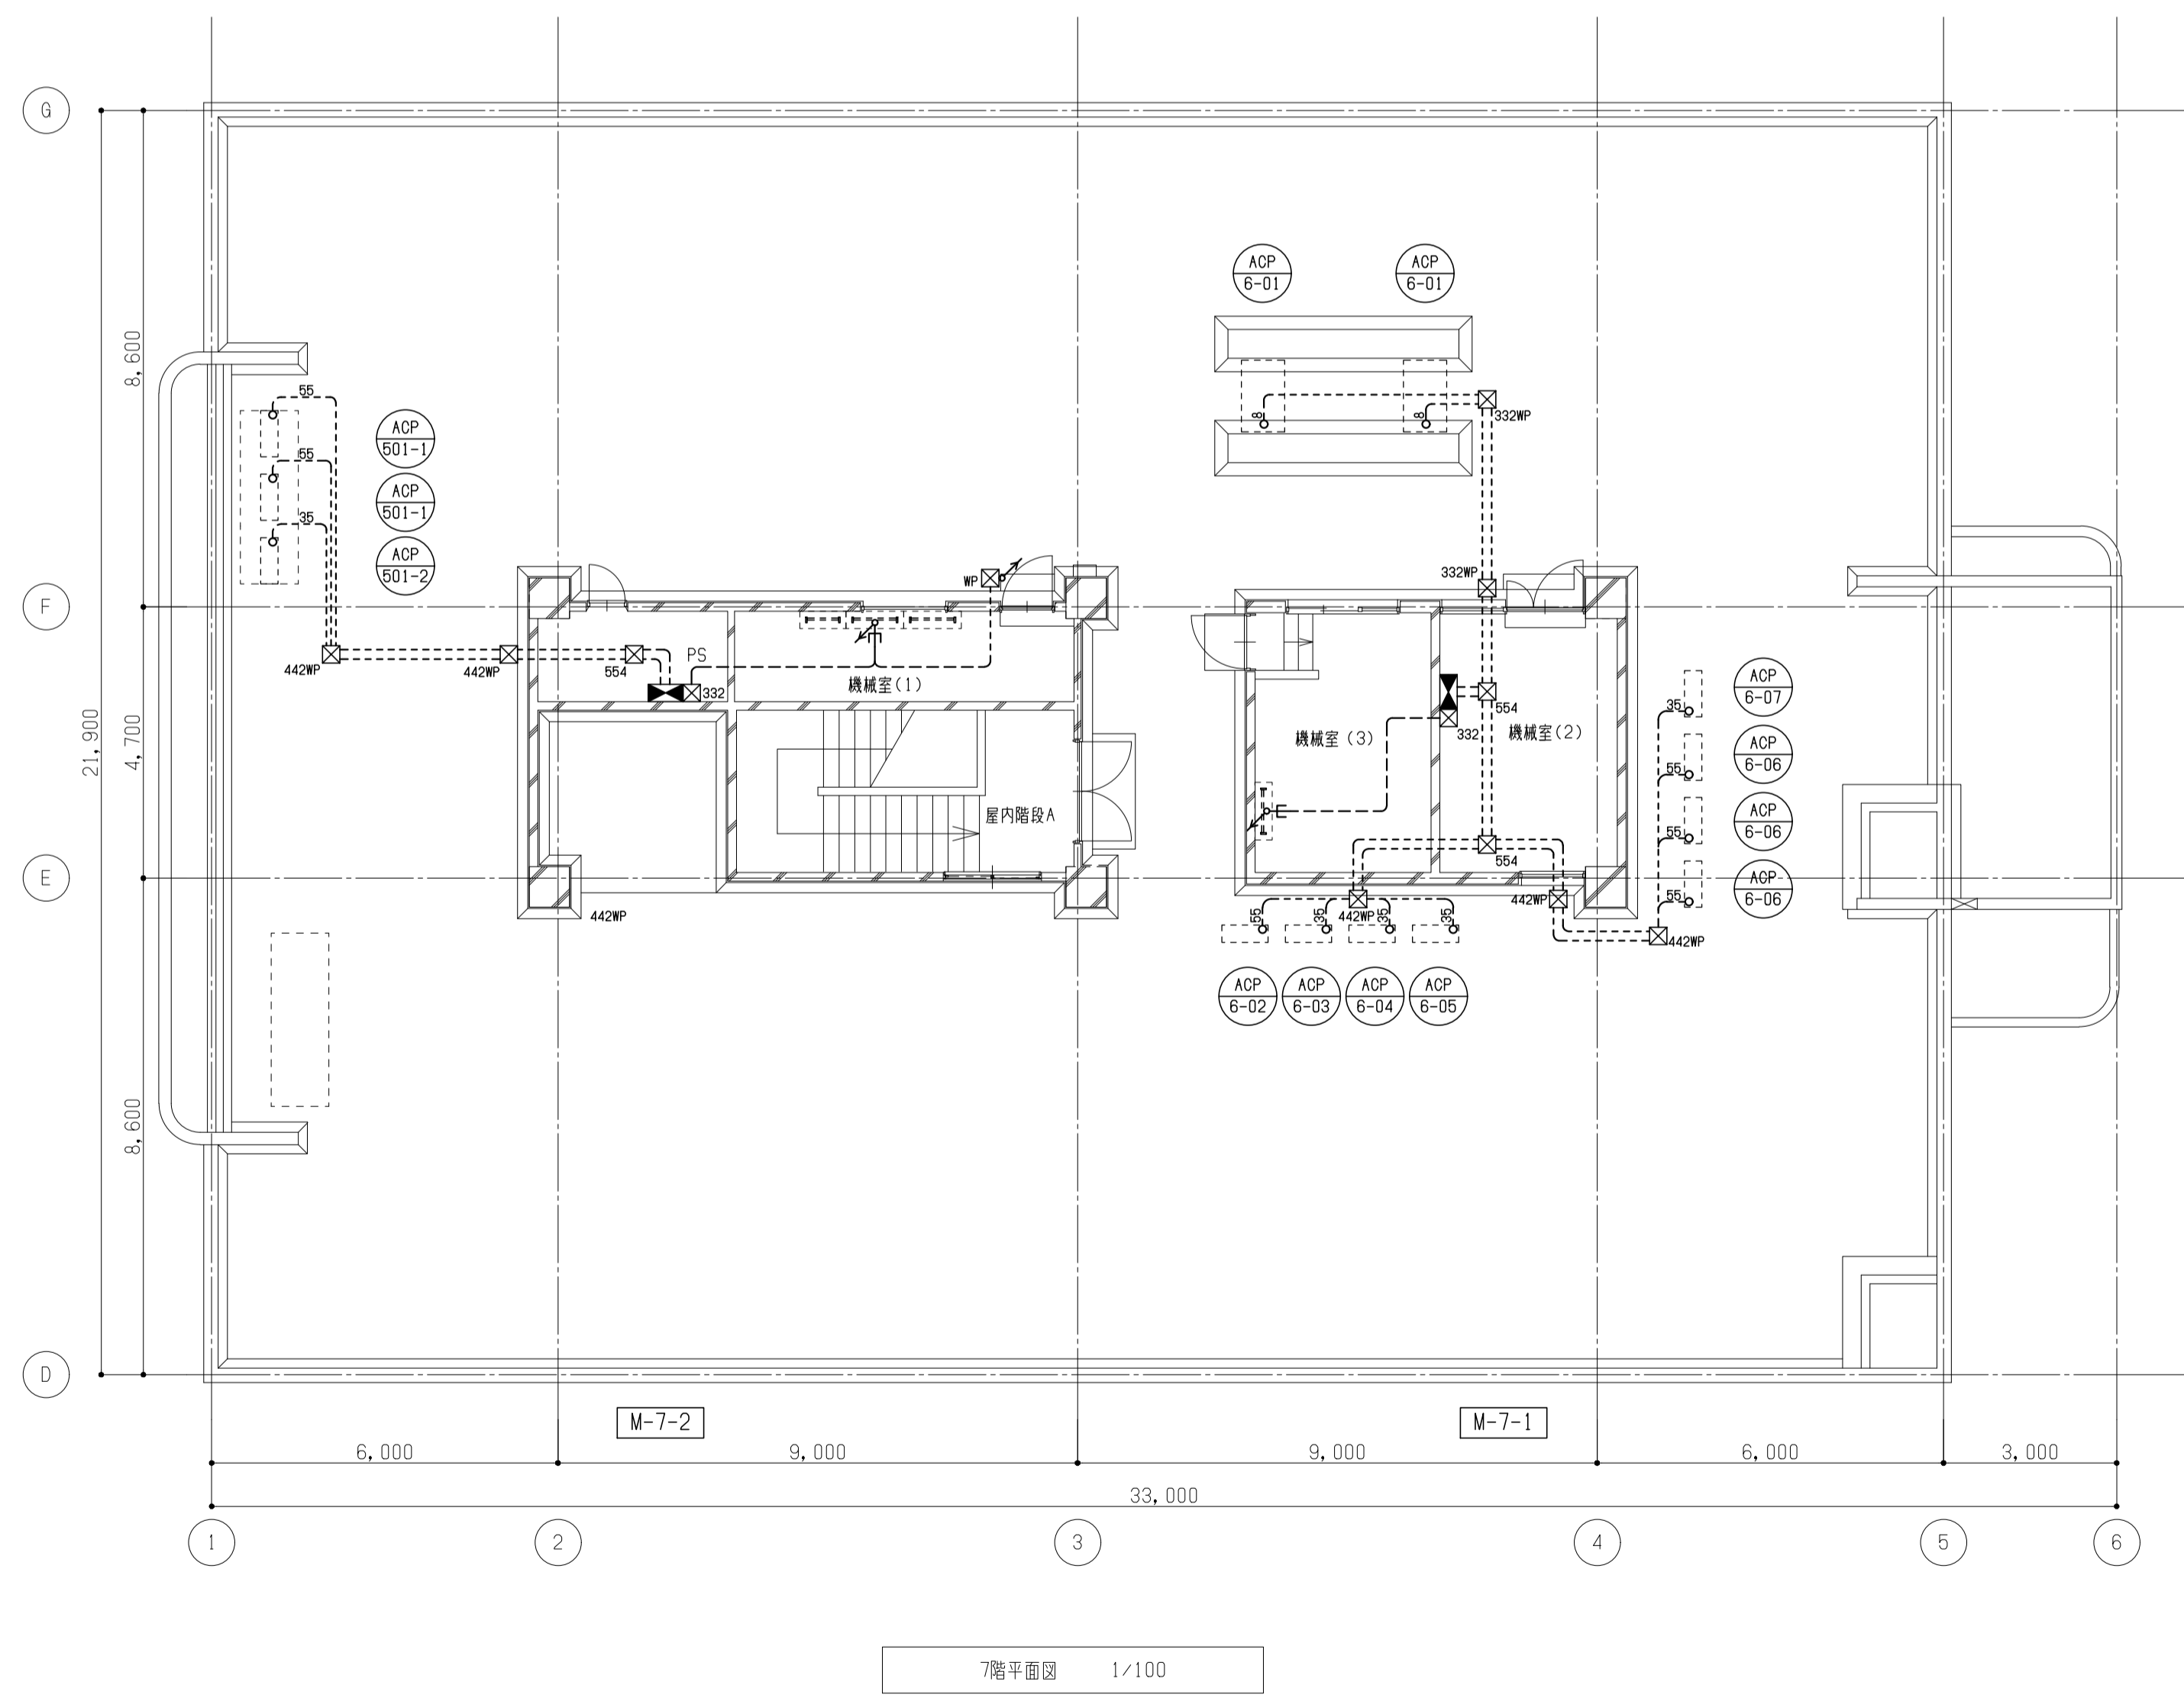 G
ACP
6-01
ACP
6-01
8,600
55
8
8
332WP
ACP
501-1
55
ACP
501-1
35
ACP
501-2
F
WP
332WP
442WP
442WP
554
PS
332
機械室(1)
ACP
6-07
35
554
332
機械室(3)
機械室(2)
21,900
4,700
ACP
6-06
55
屋内階段A
ACP
6-06
55
554
E
ACP
6-06
55
442WP
55
35
442WP
35
35
442WP
442WP
ACP
6-02
ACP
6-03
ACP
6-04
ACP
6-05
8,600
D
M-7-2
M-7-1
6,000
9,000
9,000
6,000
3,000
33,000
1
2
3
4
5
6
7階平面図 1/100